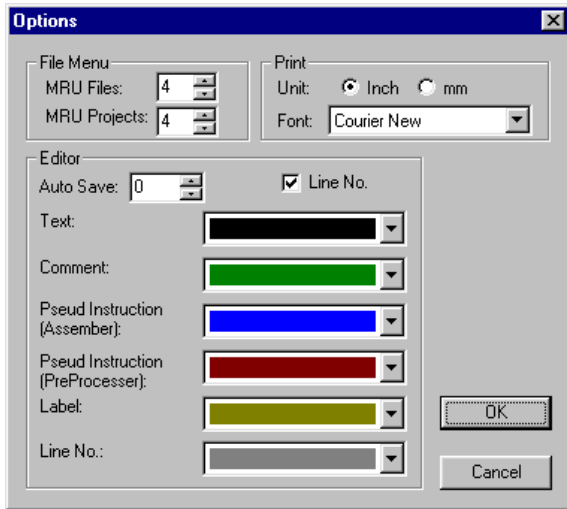 Options
File Menu
MRU Files: 4
MRU Projects: 4
Print
Unit: Inch mm
Font: Courier New
Editor
Auto Save: 0 Line No.
Text:
Comment:
Pseud Instruction
(Assember):
Pseud Instruction
(PreProcesser):
Label:
Line No.:
OK
Cancel